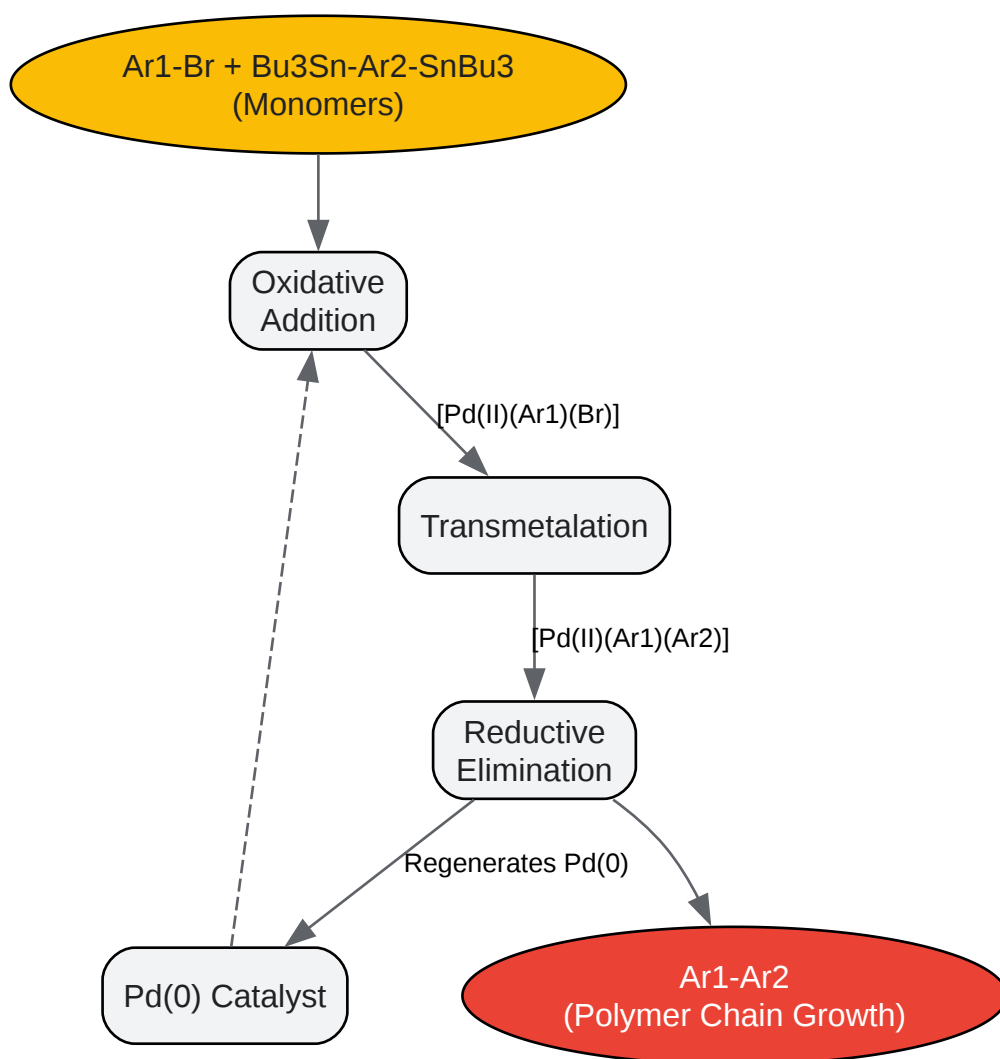 Ar1-Br + Bu3Sn-Ar2-SnBu3
(Monomers)
Oxidative
Addition
[Pd(II)(Ar1)(Br)]
Transmetalation
[Pd(II)(Ar1)(Ar2)]
Reductive
Elimination
Regenerates Pd(0)
Pd(0) Catalyst
Ar1-Ar2
(Polymer Chain Growth)